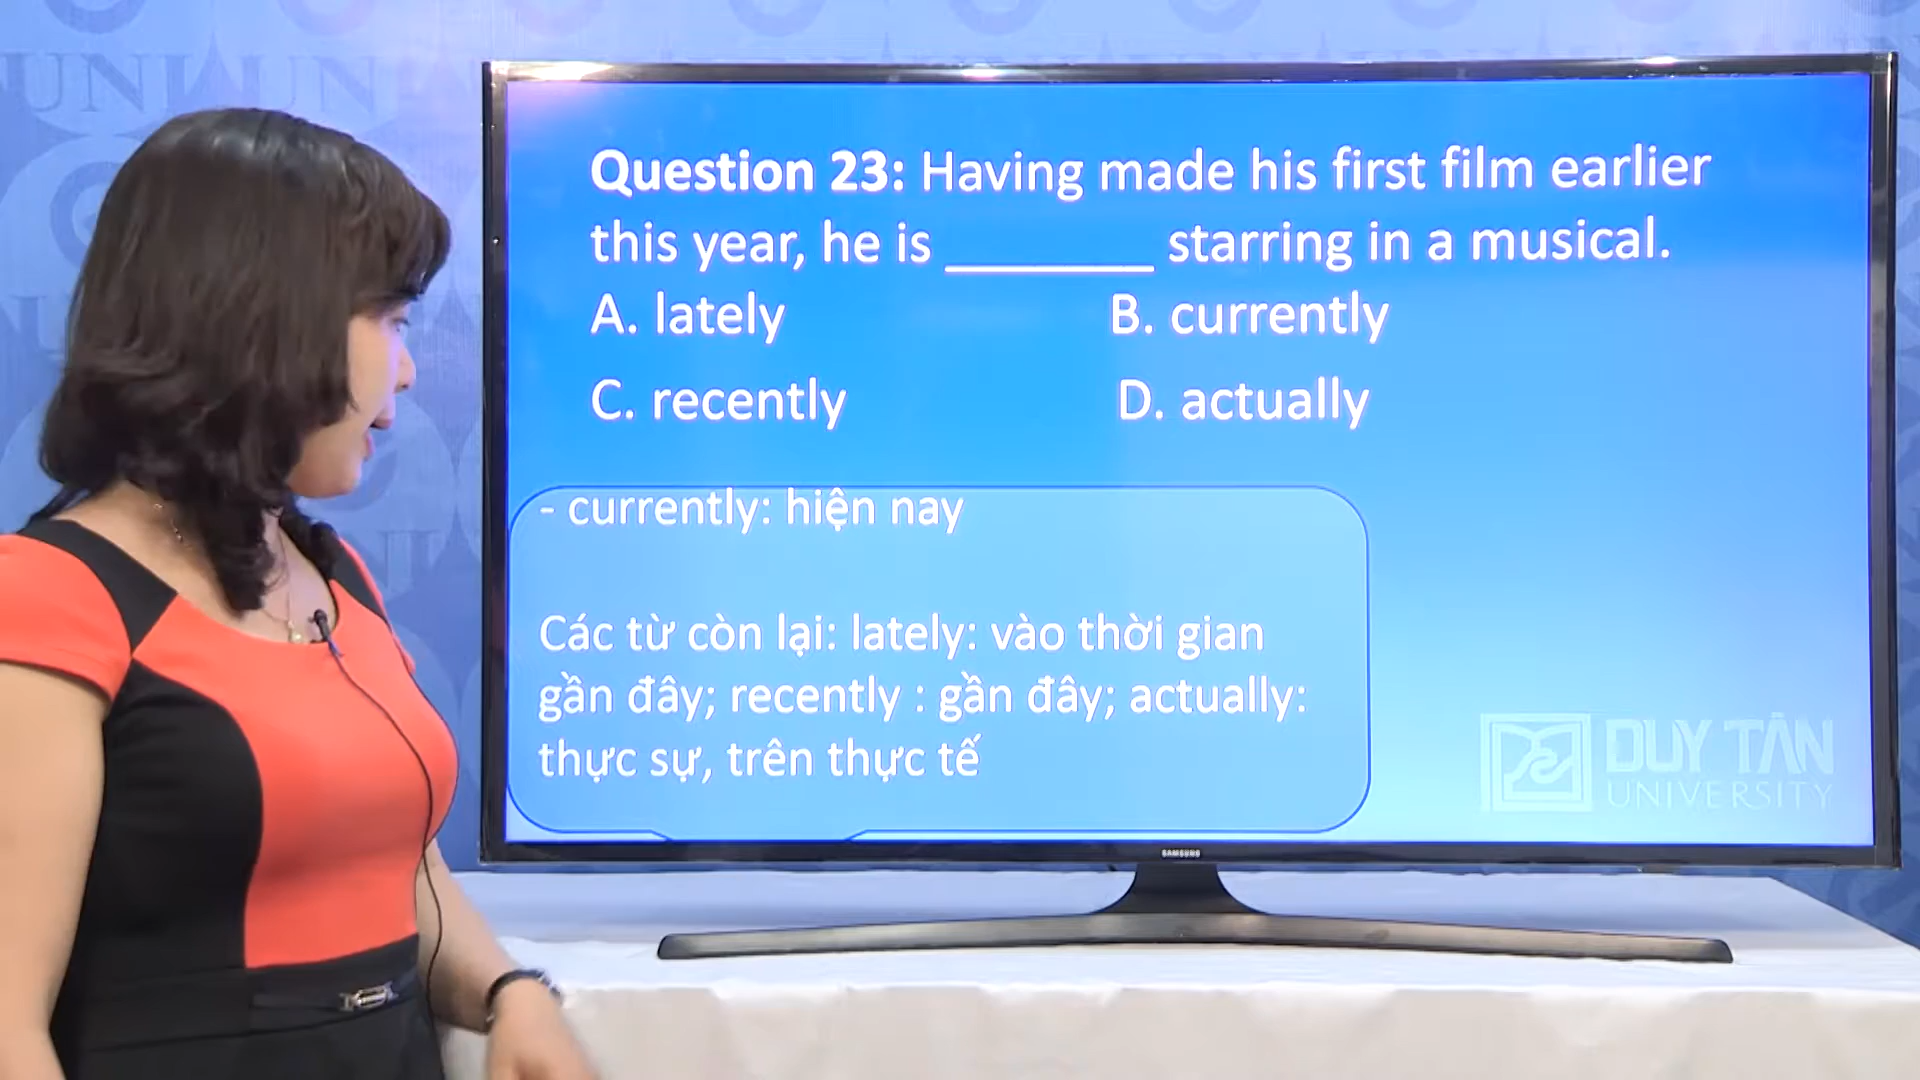 UNI UNI
Question 23: Having made his first film earlier
this year, he is ________ starring in a musical.
A. lately B. currently
C. recently D. actually
- currently: hiện nay
Các từ còn lại: lately: vào thời gian
gần đây; recently : gần đây; actually:
thực sự, trên thực tế
DUY TÂN
UNIVERSITY
SAMSUNG